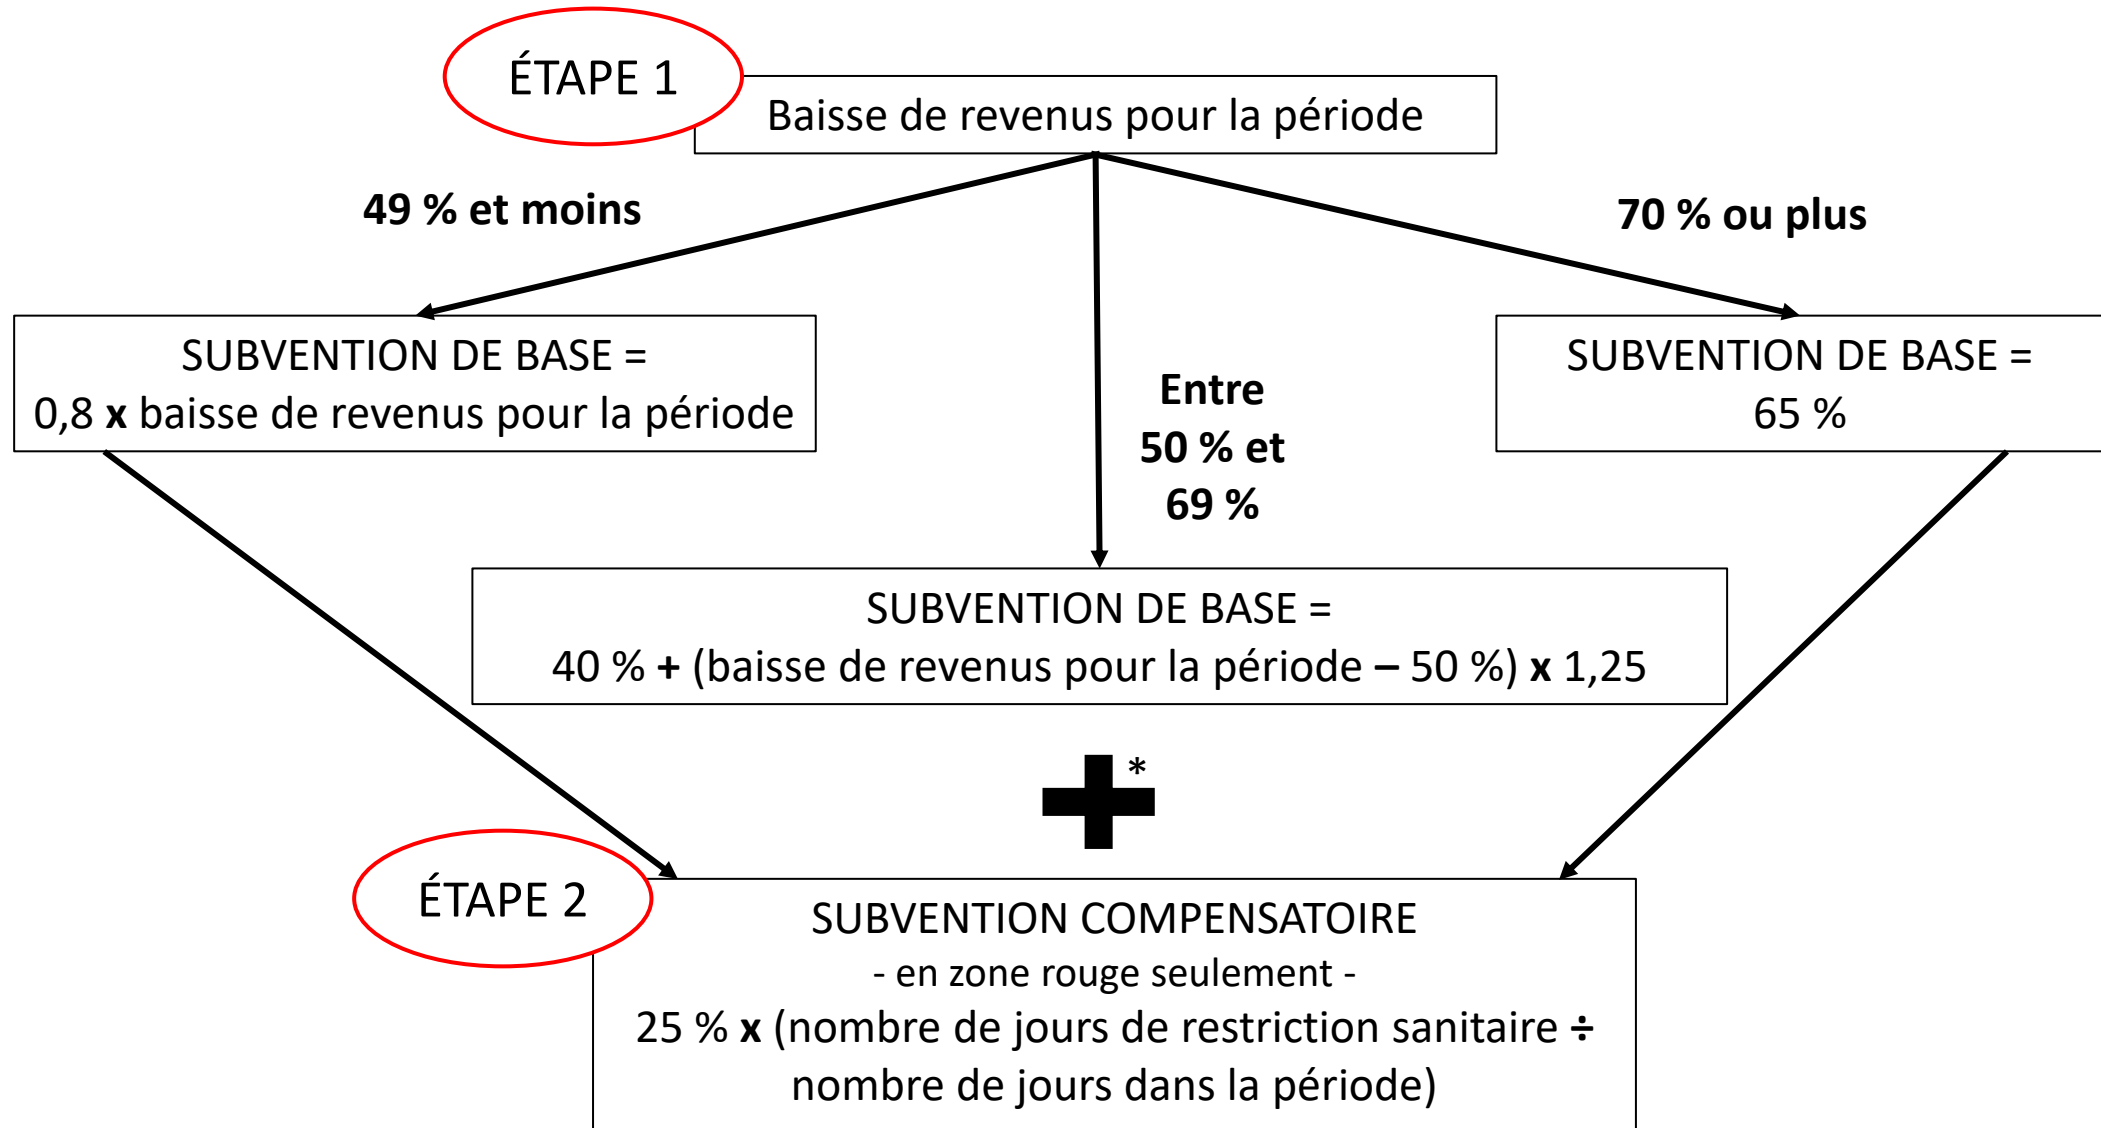 ÉTAPE 1
Baisse de revenus pour la période
49 % et moins
70 % ou plus
SUBVENTION DE BASE =
0,8 x baisse de revenus pour la période
Entre
50 % et
69 %
SUBVENTION DE BASE =
65 %
SUBVENTION DE BASE =
40 % + (baisse de revenus pour la période – 50 %) x 1,25
+*
ÉTAPE 2
SUBVENTION COMPENSATOIRE
- en zone rouge seulement -
25 % x (nombre de jours de restriction sanitaire ÷
nombre de jours dans la période)